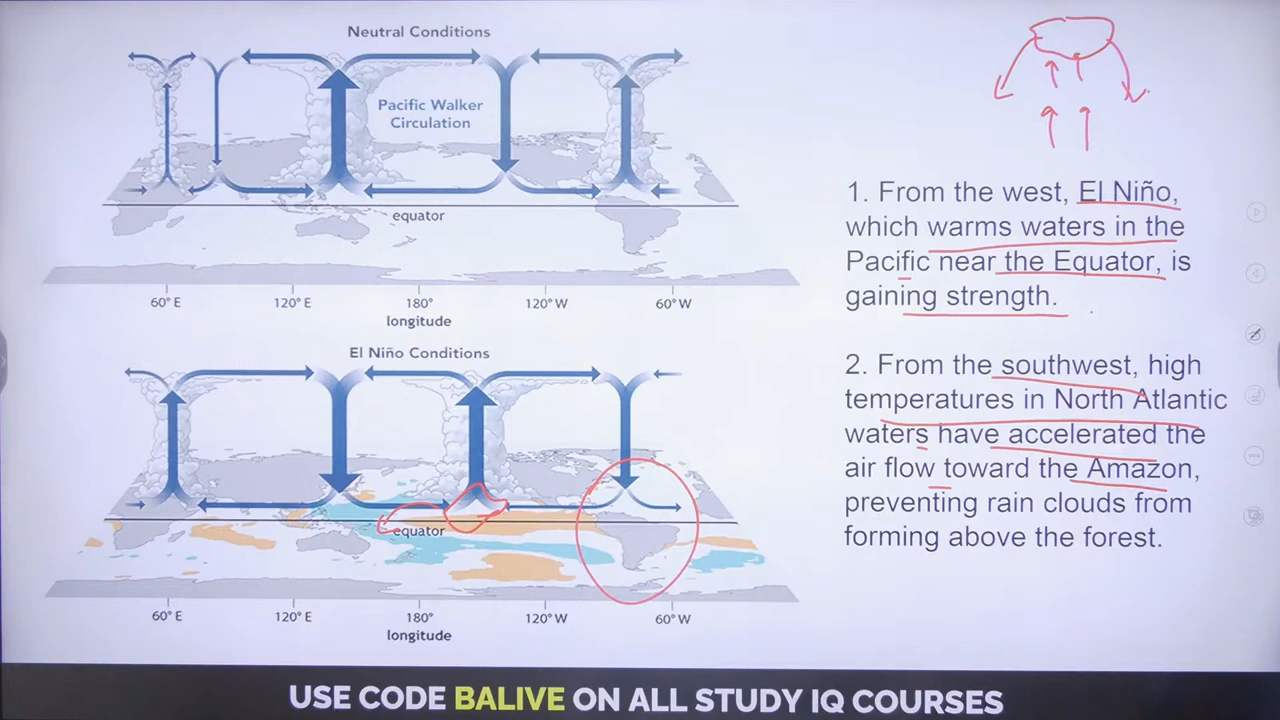 Neutral Conditions
Pacific Walker
Circulation
equator
60° E
120° E
180°
120° W
60° W
longitude
El Niño Conditions
equator
60° E
120° E
180°
120° W
60° W
longitude
1. From the west, El Niño,
which warms waters in the
Pacific near the Equator, is
gaining strength.
2. From the southwest, high
temperatures in North Atlantic
waters have accelerated the
air flow toward the Amazon,
preventing rain clouds from
forming above the forest.
USE CODE BALIVE ON ALL STUDY IQ COURSES